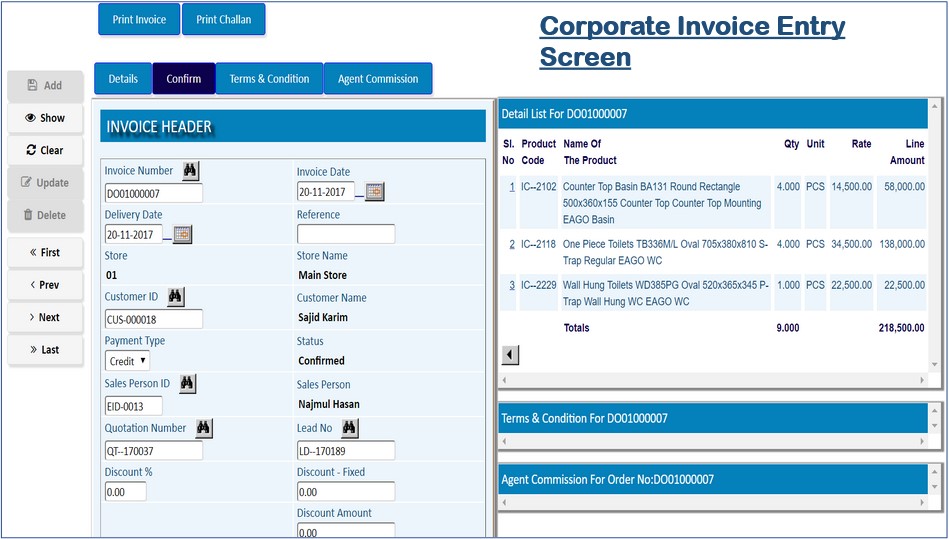 Print Invoice Print Challan
Corporate Invoice Entry
Screen
Details Confirm Terms & Condition Agent Commission
Add
Show
Clear
Update
Delete
« First
‹ Prev
› Next
» Last
INVOICE HEADER
Invoice Number Invoice Date
DO01000007 20-11-2017
Delivery Date Reference
20-11-2017
Store Store Name
01 Main Store
Customer ID Customer Name
CUS-000018 Sajid Karim
Payment Type Status
Credit Confirmed
Sales Person ID Sales Person
EID-0013 Najmul Hasan
Quotation Number Lead No
QT--170037 LD--170189
Discount % Discount - Fixed
0.00 0.00
Discount Amount
0.00
Detail List For DO01000007
Sl. Product Name Of Qty Unit Rate Line
No Code The Product Amount
1 IC--2102 Counter Top Basin BA131 Round Rectangle 4.000 PCS 14,500.00 58,000.00
500x360x155 Counter Top Counter Top Mounting
EAGO Basin
2 IC--2118 One Piece Toilets TB336M/L Oval 705x380x810 S- 4.000 PCS 34,500.00 138,000.00
Trap Regular EAGO WC
3 IC--2229 Wall Hung Toilets WD385PG Oval 520x365x345 P- 1.000 PCS 22,500.00 22,500.00
Trap Wall Hung WC EAGO WC
Totals 9.000 218,500.00
Terms & Condition For DO01000007
Agent Commission For Order No:DO01000007